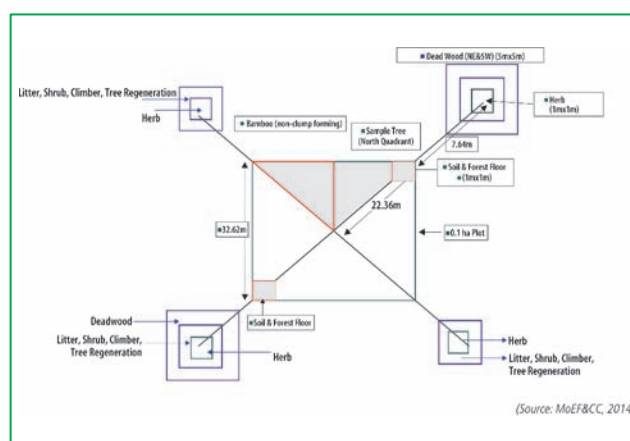 ■Dead Wood (NE&SW) (5mx5m)
Litter, Shrub, Climber, Tree Regeneration
Herb
■Bamboo (non-clump forming)
■Sample Tree
(North Quadrant)
■Herb
(1mx1m)
7.64m
■Soil & Forest Floor
■(1mx1m)
22.36m
■32.62m
■0.1 ha Plot
■Soil & Forest Floor
Deadwood
Litter, Shrub, Climber,
Tree Regeneration
Herb
Herb
Litter, Shrub, Climber,
Tree Regeneration
(Source: MoEF&CC, 2014